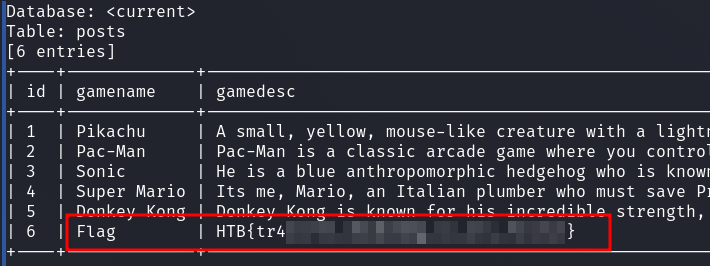 Database: <current>
Table: posts
[6 entries]
| id | gamename | gamedesc
| 1 | Pikachu | A small, yellow, mouse-like creature with a lightn
| 2 | Pac-Man | Pac-Man is a classic arcade game where you control
| 3 | Sonic | He is a blue anthropomorphic hedgehog who is known
| 4 | Super Mario | Its me, Mario, an Italian plumber who must save Pr
| 5 | Donkey Kong | Donkey Kong is known for his incredible strength,
| 6 | Flag | HTB{tr4 }